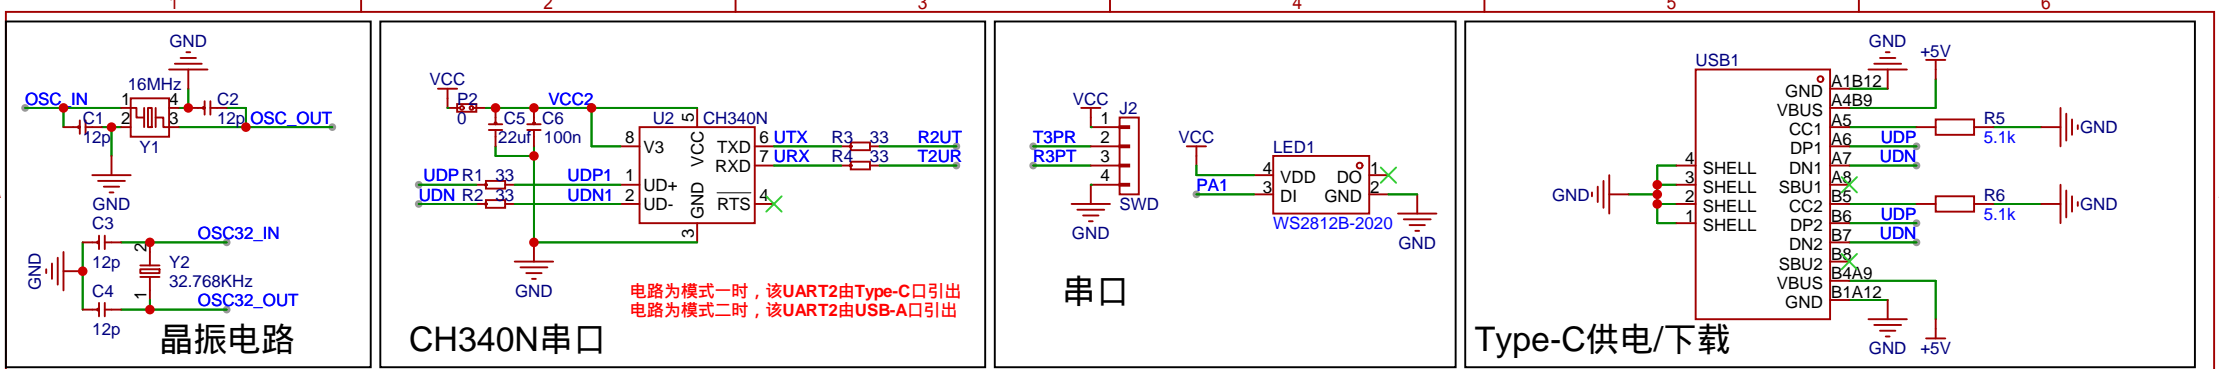 1
2
3
4
5
6
GND
16MHz
OSC_IN
1
4
C2
2
3
12p
OSC_OUT
C1
12p
Y1
GND
C3
OSC32_IN
12p
2
GND
Y2
32.768KHz
1
C4
OSC32_OUT
12p
晶振电路
VCC
P2
0
VCC2
C5
C6
22uf
100n
U2
CH340N
5
8
V3
VCC
TXD
6
UTX
R3
33
R2UT
RXD
7
URX
R4
33
T2UR
UDP
R1
33
UDP1
1
UD+
UDN
R2
33
UDN1
2
UD-
GND
RTS
4
3
GND
电路为模式一时，该UART2由Type-C口引出
电路为模式二时，该UART2由USB-A口引出
CH340N串口
VCC
J2
1
T3PR
2
R3PT
3
4
SWD
GND
VCC
LED1
4
VDD
DO
1
PA1
3
DI
GND
2
WS2812B-2020
GND
串口
USB1
GND
+5V
GND
A1B12
VBUS
A4B9
CC1
A5
R5
5.1k
GND
DP1
A6
UDP
DN1
A7
UDN
SBU1
A8
CC2
B5
R6
5.1k
GND
DP2
B6
UDP
DN2
B7
UDN
SBU2
B8
VBUS
B4A9
GND
B1A12
4
SHELL
3
SHELL
2
SHELL
1
SHELL
GND
GND
+5V
Type-C供电/下载